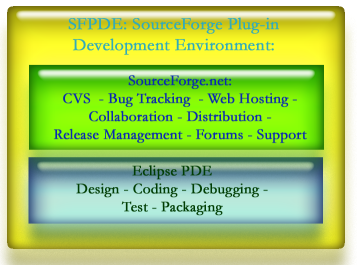 SFPDE: SourceForge Plug-in
Development Environment:
SourceForge.net:
CVS - Bug Tracking - Web Hosting -
Collaboration - Distribution -
Release Management - Forums - Support
Eclipse PDE
Design - Coding - Debugging -
Test - Packaging